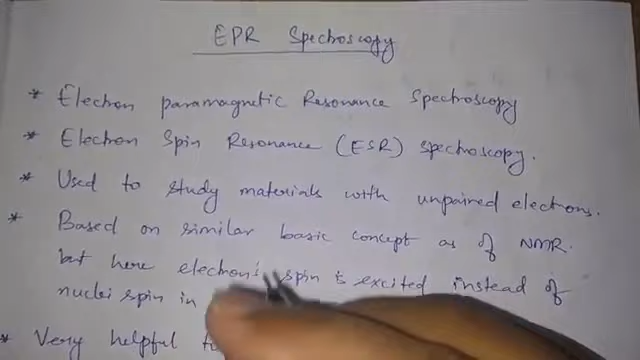 EPR Spectroscopy
* Electron paramagnetic Resonance Spectroscopy
* Electron Spin Resonance (ESR) spectroscopy.
* Used to study materials with unpaired electrons.
* Based on similar basic concept as of NMR.
but here electron's spin is excited instead of
nuclei spin in
* Very helpful to